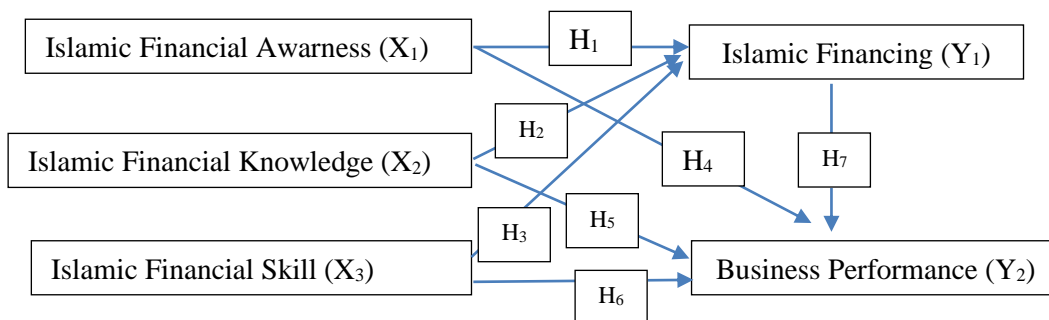 Islamic Financial Awarness (X₁)
H₁
Islamic Financing (Y₁)
H₂
Islamic Financial Knowledge (X₂)
H₄
H₇
H₃
H₅
Islamic Financial Skill (X₃)
H₆
Business Performance (Y₂)